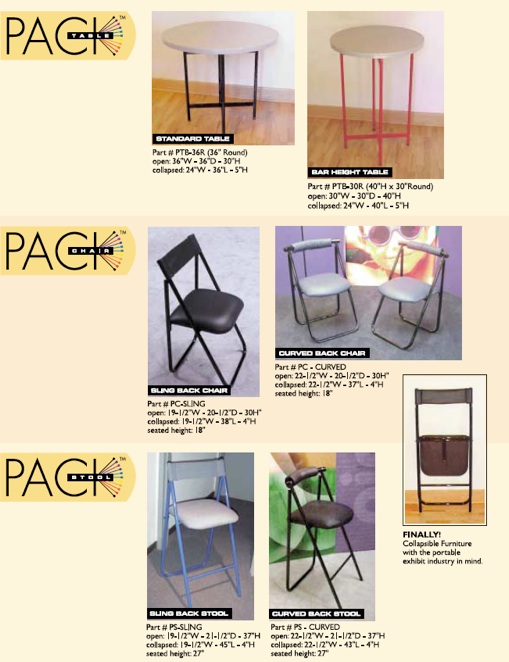 PACK™
TABLE
STANDARD TABLE
Part # PTB-36R (36" Round)
open: 36"W - 36"D - 30"H
collapsed: 24"W - 36"L - 5"H
BAR HEIGHT TABLE
Part # PTB-30R (40"H x 30"Round)
open: 30"W - 30"D - 40"H
collapsed: 24"W - 40"L - 5"H
PACK™
CHAIR
SLING BACK CHAIR
Part # PC-SLING
open: 19-1/2"W - 20-1/2"D - 30H"
collapsed: 19-1/2"W - 38"L - 4"H
seated height: 18"
CURVED BACK CHAIR
Part # PC - CURVED
open: 22-1/2"W - 20-1/2"D - 30H"
collapsed: 22-1/2"W - 37"L - 4"H
seated height: 18"
FINALLY!
Collapsible Furniture
with the portable
exhibit industry in mind.
PACK™
STOOL
SLING BACK STOOL
Part # PS-SLING
open: 19-1/2"W - 21-1/2"D - 37"H
collapsed: 19-1/2"W - 45"L - 4"H
seated height: 27"
CURVED BACK STOOL
Part # PS - CURVED
open: 22-1/2"W - 21-1/2"D - 37"H
collapsed: 22-1/2"W - 43"L - 4"H
seated height: 27"